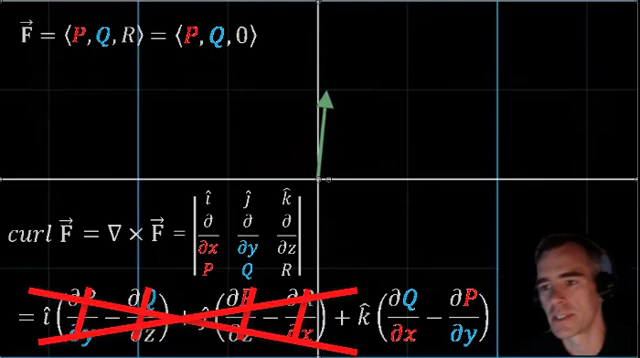 F⃗ = ⟨P, Q, R⟩ = ⟨P, Q, 0⟩
î ĵ k̂
∂ ∂ ∂
curl F⃗ = ∇ × F⃗ =
∂x ∂y ∂z
P Q R
= î(∂R/∂y − ∂Q/∂z) + ĵ(∂P/∂z − ∂R/∂x) + k̂(∂Q/∂x − ∂P/∂y)